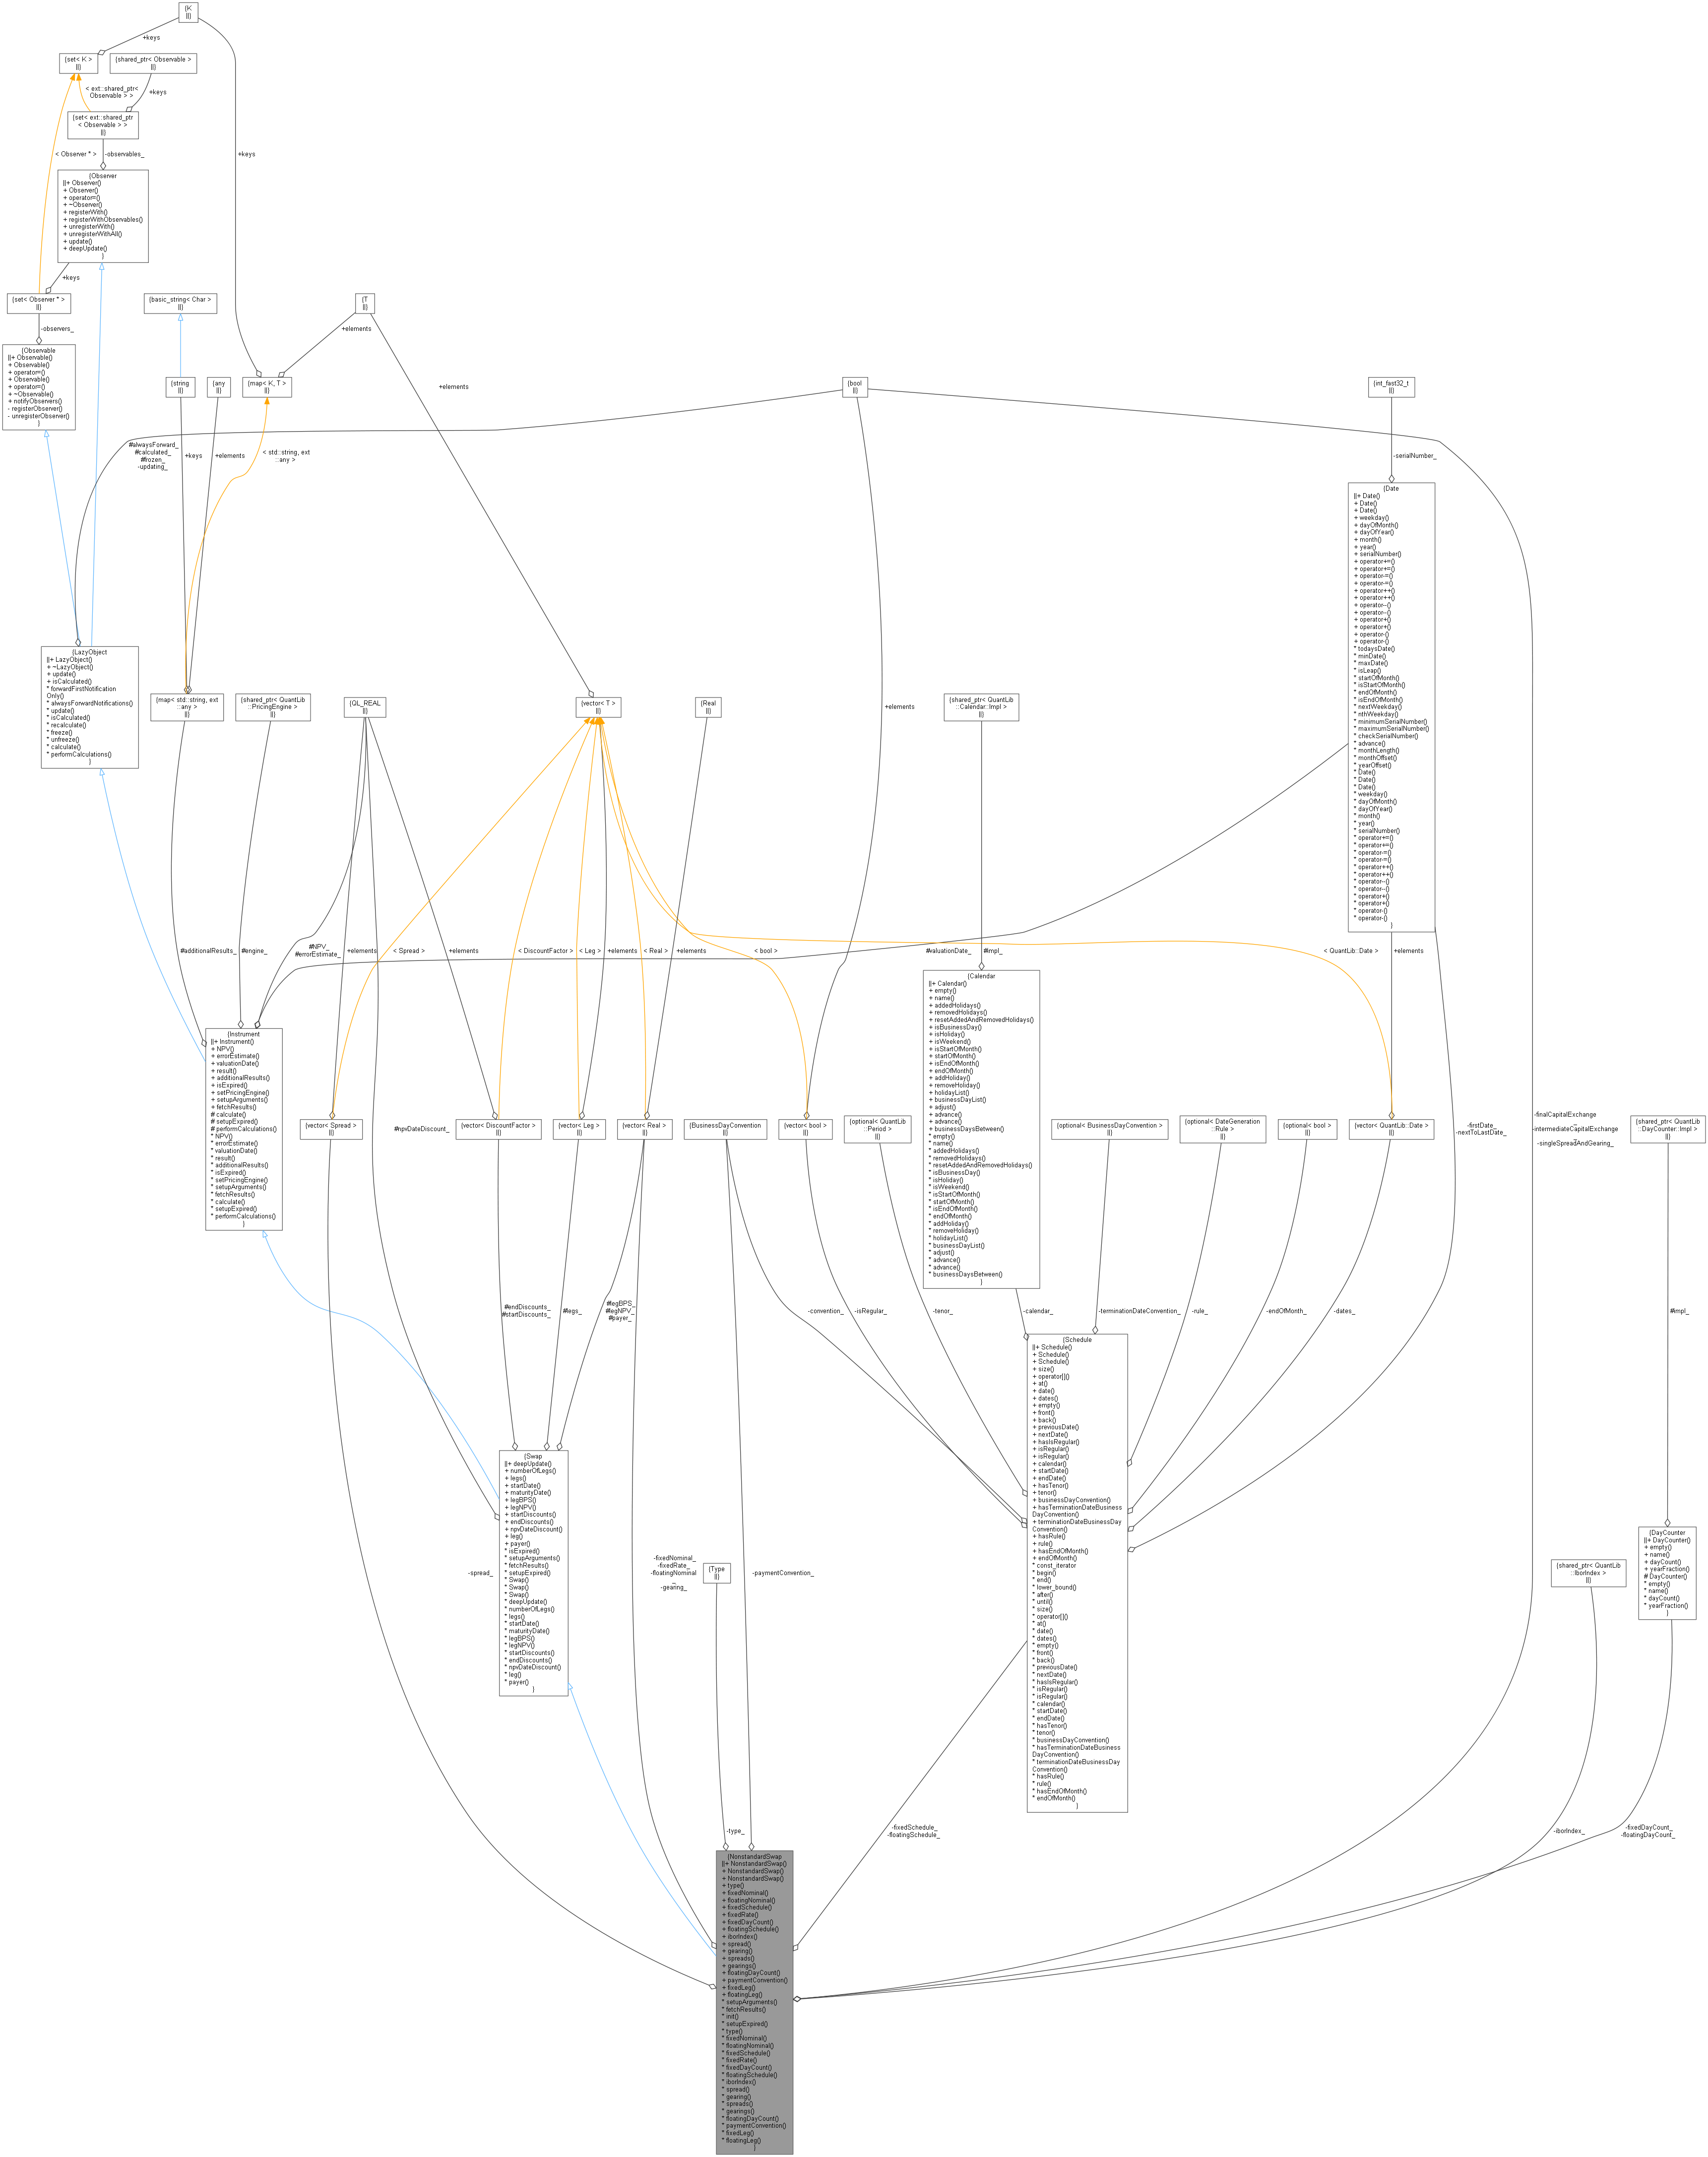 {K
||}
+keys
{set< K >
||}
{shared_ptr< Observable >
||}
< ext::shared_ptr<
Observable > >
+keys
{set< ext::shared_ptr
< Observable > >
||}
+keys
< Observer * >
-observables_
{Observer
||+ Observer()
+ Observer()
+ operator=()
+ ~Observer()
+ registerWith()
+ registerWithObservables()
+ unregisterWith()
+ unregisterWithAll()
+ update()
+ deepUpdate()
}
+keys
{set< Observer * >
||}
{basic_string< Char >
||}
{T
||}
-observers_
+elements
{Observable
||+ Observable()
+ Observable()
+ operator=()
+ Observable()
+ operator=()
+ ~Observable()
+ notifyObservers()
- registerObserver()
- unregisterObserver()
}
{string
||}
{any
||}
{map< K, T >
||}
+elements
{bool
||}
{int_fast32_t
||}
#alwaysForward_
#calculated_
#frozen_
-updating_
+keys
+elements
< std::string, ext
::any >
-serialNumber_
{Date
||+ Date()
+ Date()
+ Date()
+ weekday()
+ dayOfMonth()
+ dayOfYear()
+ month()
+ year()
+ serialNumber()
+ operator+=()
+ operator+=()
+ operator-=()
+ operator-=()
+ operator++()
+ operator++()
+ operator--()
+ operator--()
+ operator+()
+ operator+()
+ operator-()
+ operator-()
* todaysDate()
* minDate()
* maxDate()
* isLeap()
* startOfMonth()
* isStartOfMonth()
* endOfMonth()
* isEndOfMonth()
* nextWeekday()
* nthWeekday()
* minimumSerialNumber()
* maximumSerialNumber()
* checkSerialNumber()
* advance()
* monthLength()
* monthOffset()
* yearOffset()
* Date()
* Date()
* Date()
* weekday()
* dayOfMonth()
* dayOfYear()
* month()
* year()
* serialNumber()
* operator+=()
* operator+=()
* operator-=()
* operator-=()
* operator++()
* operator++()
* operator--()
* operator--()
* operator+()
* operator+()
* operator-()
* operator-()
}
{LazyObject
||+ LazyObject()
+ ~LazyObject()
+ update()
+ isCalculated()
* forwardFirstNotification
Only()
* alwaysForwardNotifications()
* update()
* isCalculated()
* recalculate()
* freeze()
* unfreeze()
* calculate()
* performCalculations()
}
{map< std::string, ext
::any >
||}
{shared_ptr< QuantLib
::PricingEngine >
||}
{QL_REAL
||}
{vector< T >
||}
{Real
||}
{shared_ptr< QuantLib
::Calendar::Impl >
||}
+elements
#additionalResults_
#engine_
#NPV_
#errorEstimate_
+elements
< Spread >
+elements
< DiscountFactor >
< Leg >
+elements
< Real >
+elements
< bool >
#valuationDate_
#impl_
< QuantLib::Date >
+elements
{Instrument
||+ Instrument()
+ NPV()
+ errorEstimate()
+ valuationDate()
+ result()
+ additionalResults()
+ isExpired()
+ setPricingEngine()
+ setupArguments()
+ fetchResults()
# calculate()
# setupExpired()
# performCalculations()
* NPV()
* errorEstimate()
* valuationDate()
* result()
* additionalResults()
* isExpired()
* setPricingEngine()
* setupArguments()
* fetchResults()
* calculate()
* setupExpired()
* performCalculations()
}
{Calendar
||+ Calendar()
+ empty()
+ name()
+ addedHolidays()
+ removedHolidays()
+ resetAddedAndRemovedHolidays()
+ isBusinessDay()
+ isHoliday()
+ isWeekend()
+ isStartOfMonth()
+ startOfMonth()
+ isEndOfMonth()
+ endOfMonth()
+ addHoliday()
+ removeHoliday()
+ holidayList()
+ businessDayList()
+ adjust()
+ advance()
+ advance()
+ businessDaysBetween()
* empty()
* name()
* addedHolidays()
* removedHolidays()
* resetAddedAndRemovedHolidays()
* isBusinessDay()
* isHoliday()
* isWeekend()
* isStartOfMonth()
* startOfMonth()
* isEndOfMonth()
* endOfMonth()
* addHoliday()
* removeHoliday()
* holidayList()
* businessDayList()
* adjust()
* advance()
* advance()
* businessDaysBetween()
}
{vector< Spread >
||}
#npvDateDiscount_
{vector< DiscountFactor >
||}
{vector< Leg >
||}
{vector< Real >
||}
{BusinessDayConvention
||}
{vector< bool >
||}
{optional< QuantLib
::Period >
||}
{optional< BusinessDayConvention >
||}
{optional< DateGeneration
::Rule >
||}
{optional< bool >
||}
{vector< QuantLib::Date >
||}
-firstDate_
-nextToLastDate_
-finalCapitalExchange
_
-intermediateCapitalExchange
_
-singleSpreadAndGearing_
{shared_ptr< QuantLib
::DayCounter::Impl >
||}
#endDiscounts_
#startDiscounts_
#legs_
#legBPS_
#legNPV_
#payer_
-convention_
-isRegular_
-tenor_
-calendar_
-terminationDateConvention_
-rule_
-endOfMonth_
-dates_
#impl_
{Schedule
||+ Schedule()
+ Schedule()
+ Schedule()
+ size()
+ operator[]()
+ at()
+ date()
+ dates()
+ empty()
+ front()
+ back()
+ previousDate()
+ nextDate()
+ hasIsRegular()
+ isRegular()
+ isRegular()
+ calendar()
+ startDate()
+ endDate()
+ hasTenor()
+ tenor()
+ businessDayConvention()
+ hasTerminationDateBusiness
DayConvention()
+ terminationDateBusinessDay
Convention()
+ hasRule()
+ rule()
+ hasEndOfMonth()
+ endOfMonth()
* const_iterator
* begin()
* end()
* lower_bound()
* after()
* until()
* size()
* operator[]()
* at()
* date()
* dates()
* empty()
* front()
* back()
* previousDate()
* nextDate()
* hasIsRegular()
* isRegular()
* isRegular()
* calendar()
* startDate()
* endDate()
* hasTenor()
* tenor()
* businessDayConvention()
* hasTerminationDateBusiness
DayConvention()
* terminationDateBusinessDay
Convention()
* hasRule()
* rule()
* hasEndOfMonth()
* endOfMonth()
}
{Swap
||+ deepUpdate()
+ numberOfLegs()
+ legs()
+ startDate()
+ maturityDate()
+ legBPS()
+ legNPV()
+ startDiscounts()
+ endDiscounts()
+ npvDateDiscount()
+ leg()
+ payer()
* isExpired()
* setupArguments()
* fetchResults()
* setupExpired()
* Swap()
* Swap()
* Swap()
* deepUpdate()
* numberOfLegs()
* legs()
* startDate()
* maturityDate()
* legBPS()
* legNPV()
* startDiscounts()
* endDiscounts()
* npvDateDiscount()
* leg()
* payer()
}
{DayCounter
||+ DayCounter()
+ empty()
+ name()
+ dayCount()
+ yearFraction()
# DayCounter()
* empty()
* name()
* dayCount()
* yearFraction()
}
-spread_
-fixedNominal_
-fixedRate_
-floatingNominal
_
-gearing_
{Type
||}
-paymentConvention_
{shared_ptr< QuantLib
::IborIndex >
||}
-type_
-fixedSchedule_
-floatingSchedule_
-iborIndex_
-fixedDayCount_
-floatingDayCount_
{NonstandardSwap
||+ NonstandardSwap()
+ NonstandardSwap()
+ NonstandardSwap()
+ type()
+ fixedNominal()
+ floatingNominal()
+ fixedSchedule()
+ fixedRate()
+ fixedDayCount()
+ floatingSchedule()
+ iborIndex()
+ spread()
+ gearing()
+ spreads()
+ gearings()
+ floatingDayCount()
+ paymentConvention()
+ fixedLeg()
+ floatingLeg()
* setupArguments()
* fetchResults()
* init()
* setupExpired()
* type()
* fixedNominal()
* floatingNominal()
* fixedSchedule()
* fixedRate()
* fixedDayCount()
* floatingSchedule()
* iborIndex()
* spread()
* gearing()
* spreads()
* gearings()
* floatingDayCount()
* paymentConvention()
* fixedLeg()
* floatingLeg()
}